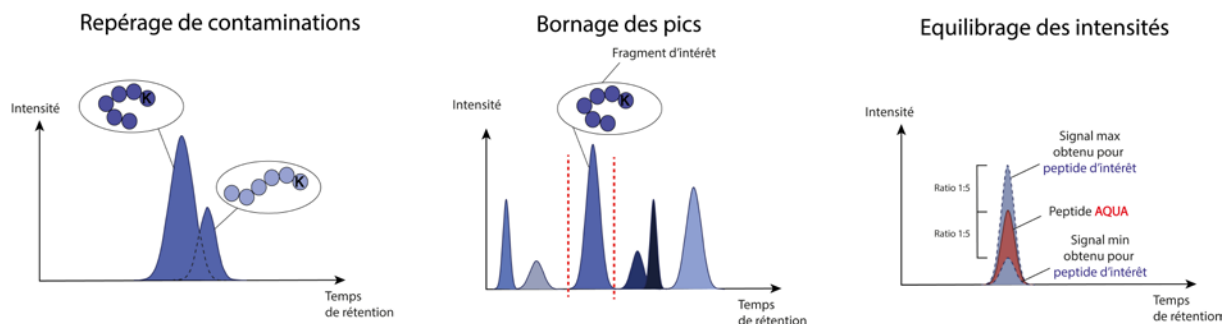 Repérage de contaminations
Intensité
K
K
Temps
de rétention
Bornage des pics
Fragment d'intérêt
Intensité
K
Temps
de rétention
Equilibrage des intensités
Intensité
Signal max
obtenu pour
peptide d'intérêt
Ratio 1:5
Peptide AQUA
Ratio 1:5
Signal min
obtenu pour
peptide d'intérêt
Temps
de rétention